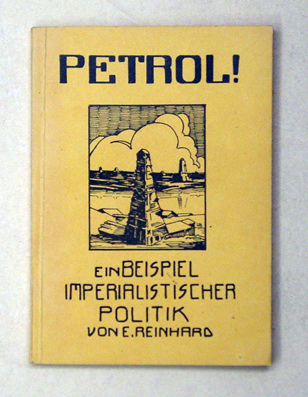 PETROL!
EIN BEISPIEL
IMPERIALISTISCHER
POLITIK
VON E. REINHARD